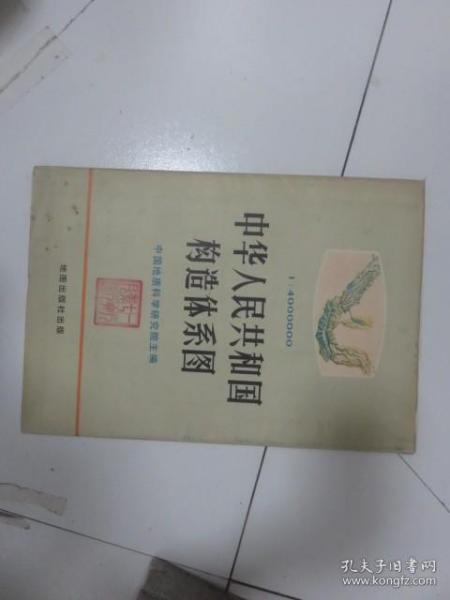 1:4000000
中华人民共和国
构造体系图
中国地质科学研究院主编
地图出版社出版
孔夫子旧书网
www.kongfz.com